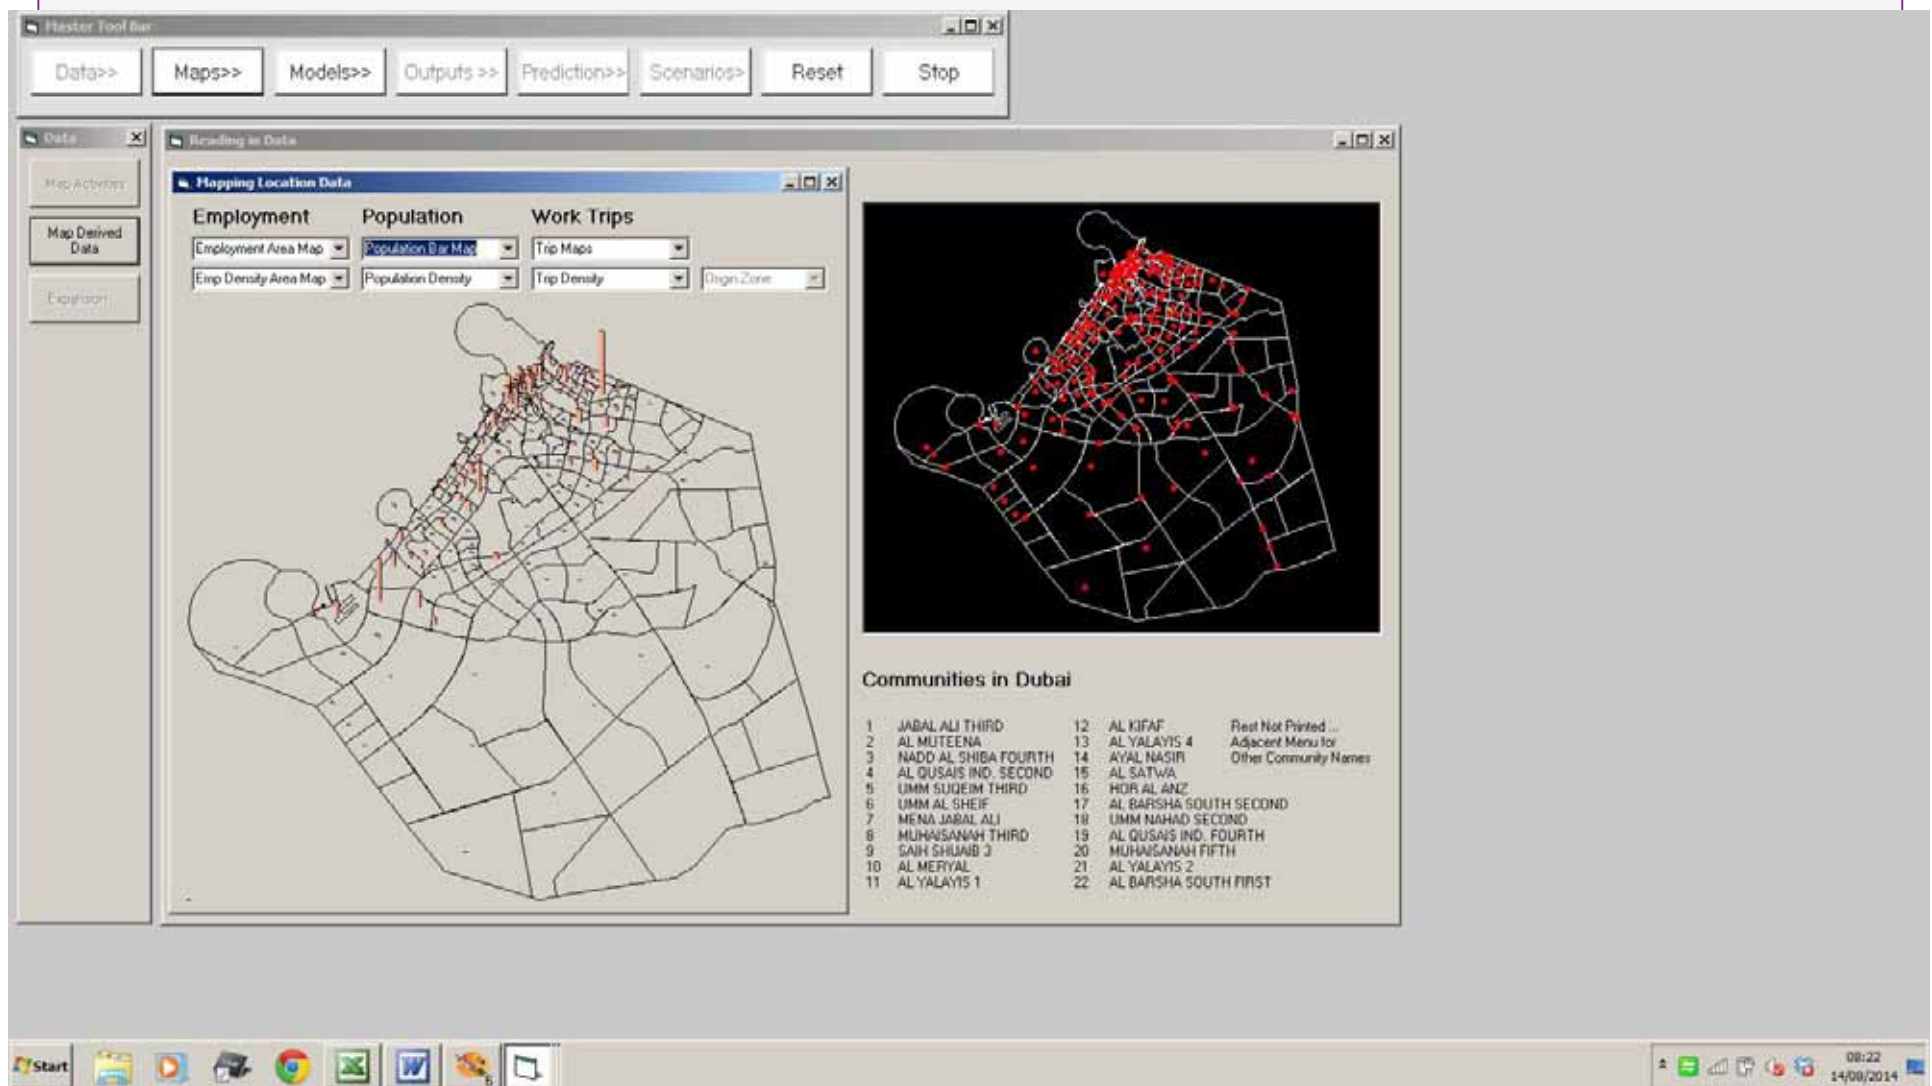 Master Tool Bar
Data>> Maps>> Models>> Outputs >> Prediction>> Scenarios> Reset Stop
Data
Map Activities
Map Derived
Data
Expansion
Reading in Data
Mapping Location Data
Employment Population Work Trips
Employment Area Map Population Bar Map Trip Maps
Emp Density Area Map Population Density Trip Density Origin Zone
Communities in Dubai
1 JABAL ALI THIRD 12 AL KIFAF Rest Not Printed ...
2 AL MUTEENA 13 AL YALAYIS 4 Adjacent Menu for
3 NADD AL SHIBA FOURTH 14 AYAL NASIR Other Community Names
4 AL QUSAIS IND. SECOND 15 AL SATWA
5 UMM SUQEIM THIRD 16 HOR AL ANZ
6 UMM AL SHEIF 17 AL BARSHA SOUTH SECOND
7 MENA JABAL ALI 18 UMM NAHAD SECOND
8 MUHAISANAH THIRD 19 AL QUSAIS IND. FOURTH
9 SAIH SHUAIB 3 20 MUHAISANAH FIFTH
10 AL MERYAL 21 AL YALAYIS 2
11 AL YALAYIS 1 22 AL BARSHA SOUTH FIRST
Start
6
08:22
14/08/2014